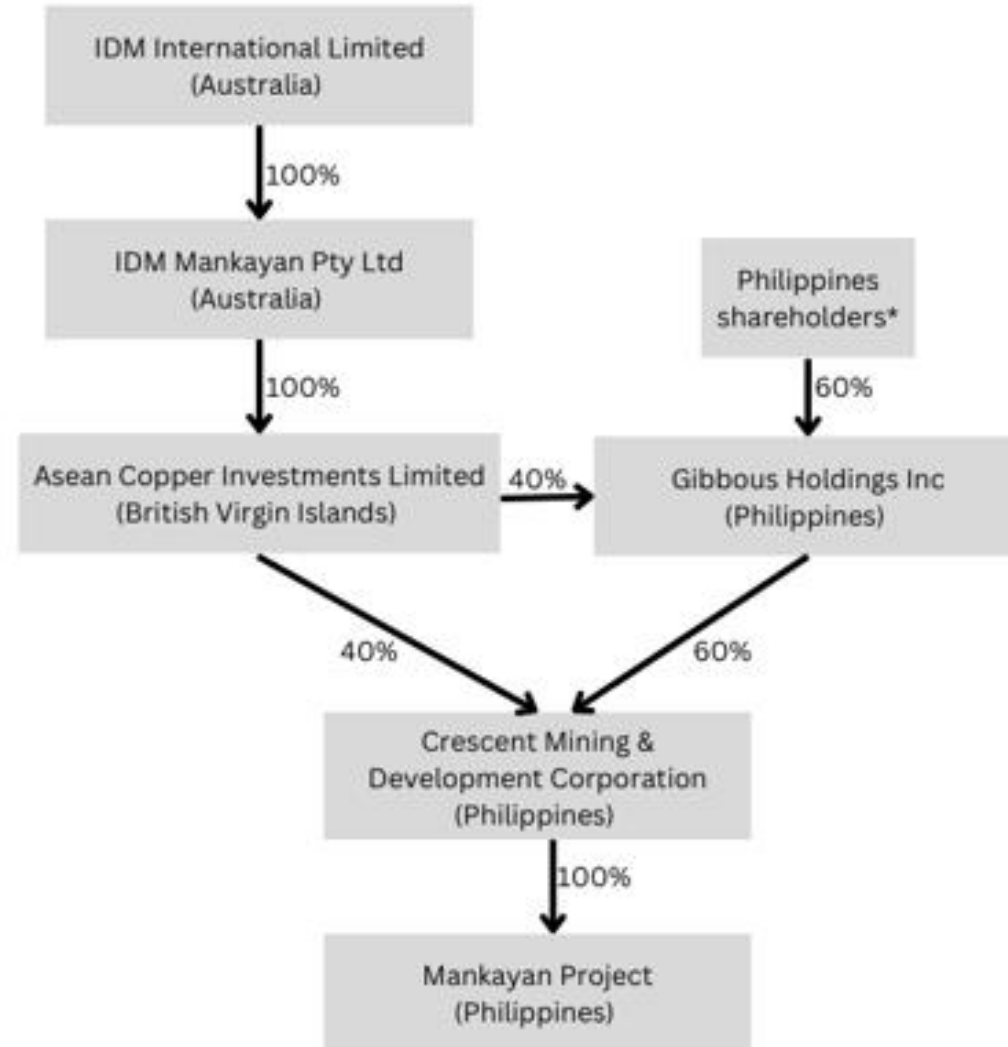 IDM International Limited
(Australia)
100%
IDM Mankayan Pty Ltd
(Australia)
Philippines
shareholders*
100%
60%
Asean Copper Investments Limited
(British Virgin Islands)
40%
Gibbous Holdings Inc
(Philippines)
40%
60%
Crescent Mining &
Development Corporation
(Philippines)
100%
Mankayan Project
(Philippines)